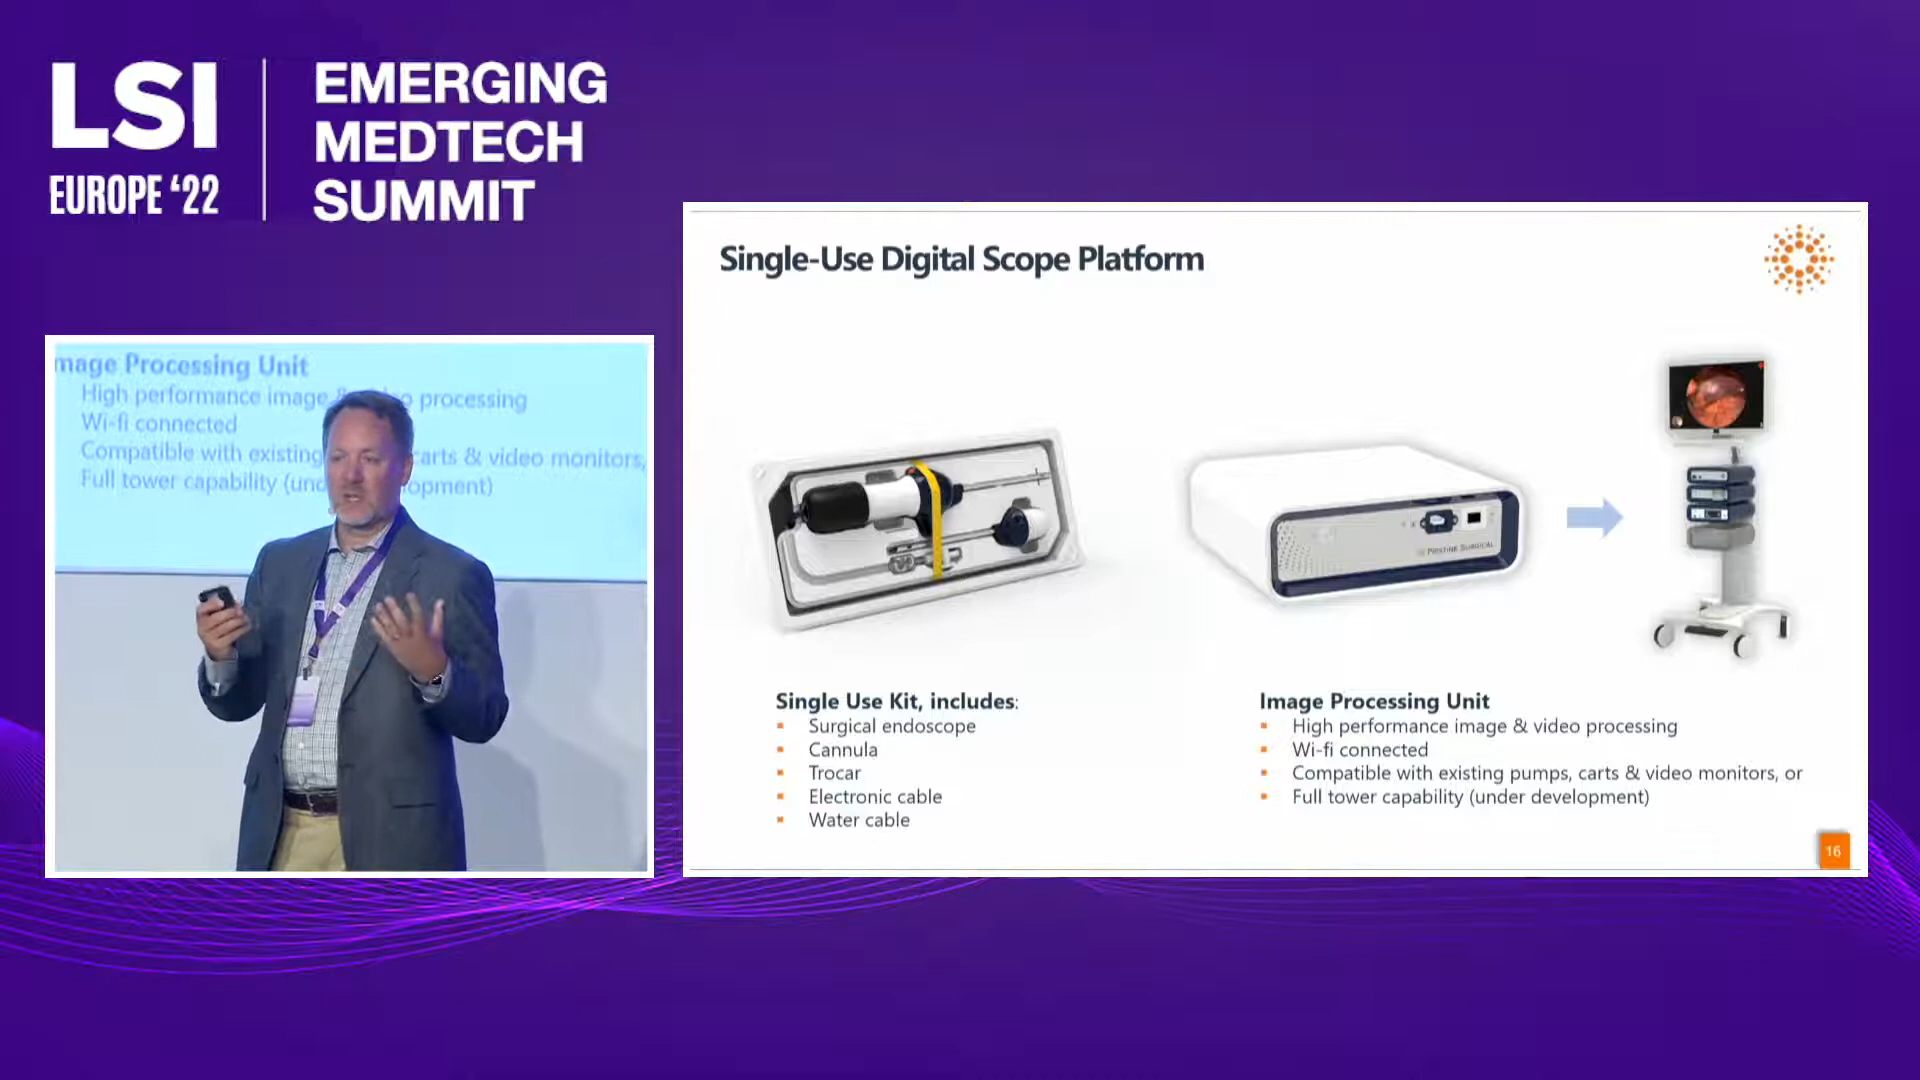 LSI
EUROPE ‘22
EMERGING
MEDTECH
SUMMIT
mage Processing Unit
High performance image processing
Wi-fi connected
Compatible with existing carts & video monitors,
Full tower capability (und opment)
Single-Use Digital Scope Platform
PRISTINE SURGICAL
Single Use Kit, includes:
▪ Surgical endoscope
▪ Cannula
▪ Trocar
▪ Electronic cable
▪ Water cable
Image Processing Unit
▪ High performance image & video processing
▪ Wi-fi connected
▪ Compatible with existing pumps, carts & video monitors, or
▪ Full tower capability (under development)
16